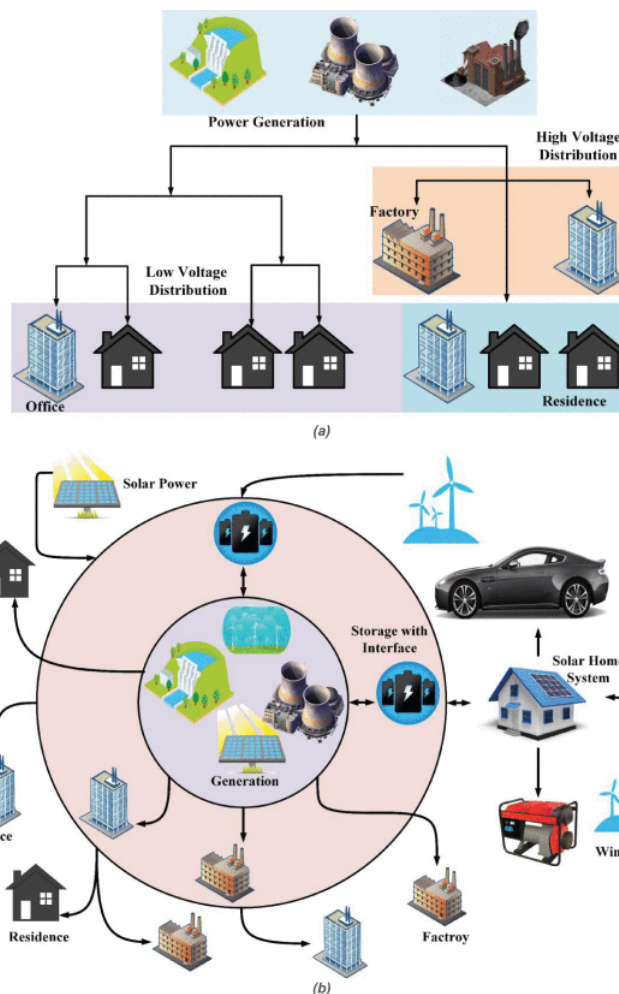 Power Generation
High Voltage
Distribution
Factory
Low Voltage
Distribution
Office
Residence
(a)
Solar Power
Storage with
Interface
Solar Home
System
Generation
ce
Win
Residence
Factroy
(b)